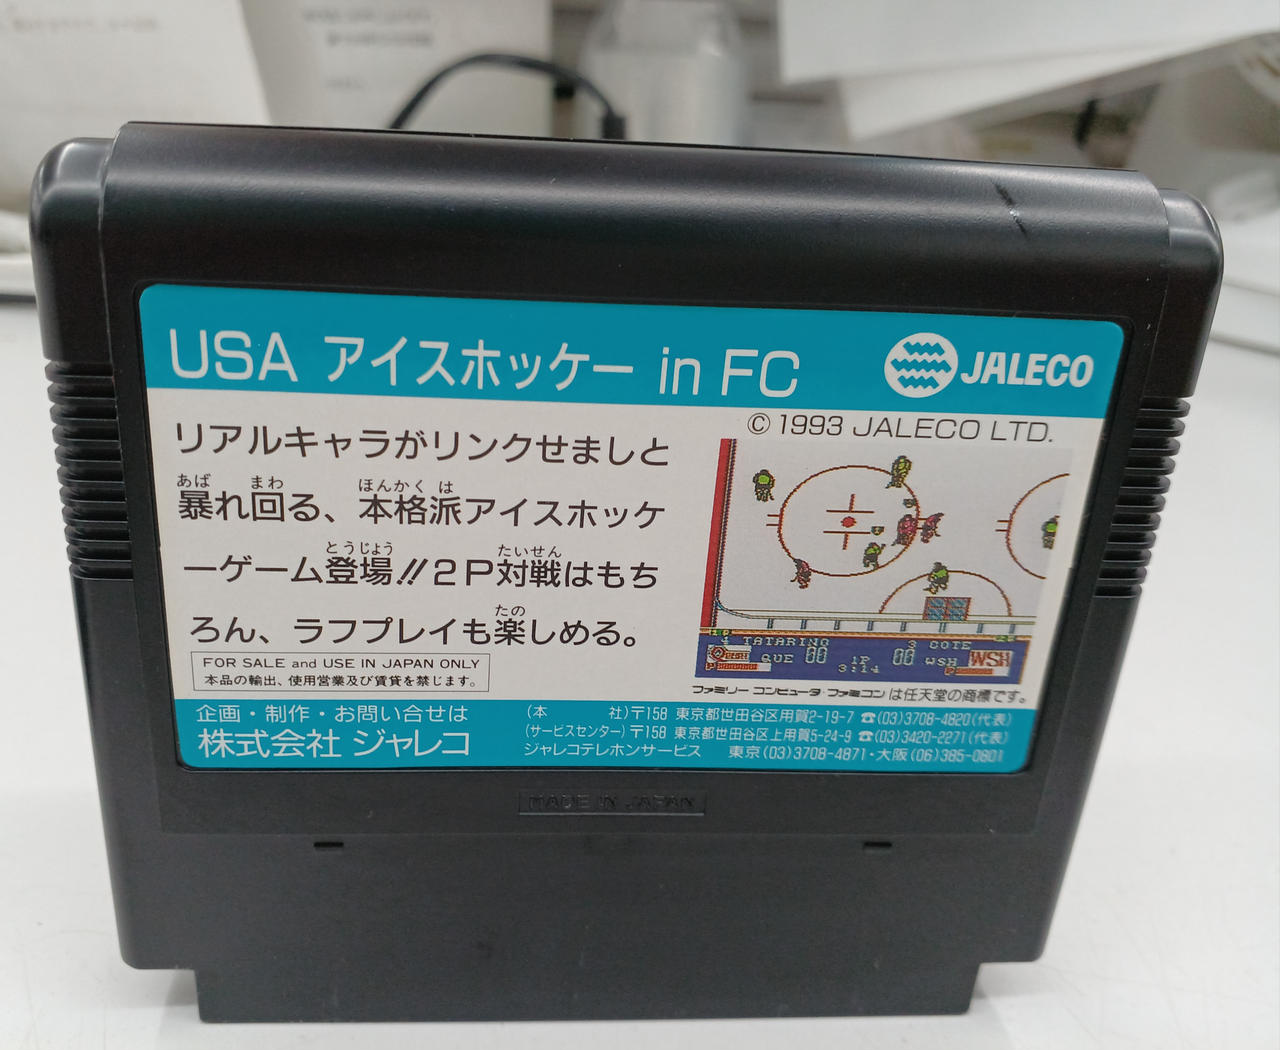 USA アイスホッケー in FC
JALECO
© 1993 JALECO LTD.
リアルキャラがリンクせましと
あば まわ ほんかく は
暴れ回る、本格派アイスホッケ
とうじょう たいせん
ーゲーム登場!!2P対戦はもち
たの
ろん、ラフプレイも楽しめる。
4 TATARINO 3 COTE
QUE 00 1P 00 WSH WSH
3:14
FOR SALE and USE IN JAPAN ONLY
本品の輸出、使用営業及び賃貸を禁じます。
ファミリーコンピュータ・ファミコンは任天堂の商標です。
企画・制作・お問い合せは
株式会社 ジャレコ
(本 社)〒158 東京都世田谷区用賀2-19-7 ☎(03)3708-4820(代表)
(サービスセンター)〒158 東京都世田谷区上用賀5-24-9 ☎(03)3420-2271(代表)
ジャレコテレホンサービス 東京(03)3708-4871・大阪(06)385-0801
MADE IN JAPAN